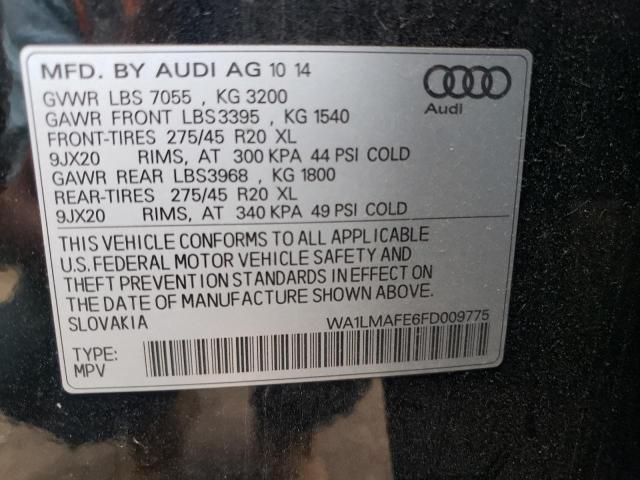 MFD. BY AUDI AG 10 14
Audi
GVWR LBS 7055 , KG 3200
GAWR FRONT LBS3395 , KG 1540
FRONT-TIRES 275/45 R20 XL
9JX20 RIMS, AT 300 KPA 44 PSI COLD
GAWR REAR LBS3968 , KG 1800
REAR-TIRES 275/45 R20 XL
9JX20 RIMS, AT 340 KPA 49 PSI COLD
THIS VEHICLE CONFORMS TO ALL APPLICABLE
U.S. FEDERAL MOTOR VEHICLE SAFETY AND
THEFT PREVENTION STANDARDS IN EFFECT ON
THE DATE OF MANUFACTURE SHOWN ABOVE.
SLOVAKIA WA1LMAFE6FD009775
TYPE:
MPV